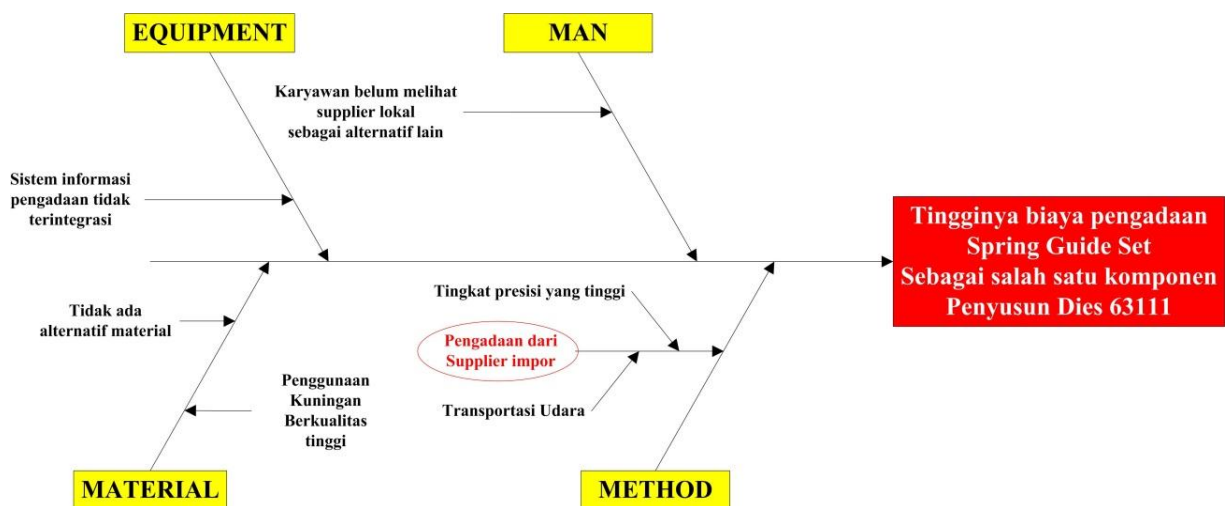 EQUIPMENT
MAN
Karyawan belum melihat
supplier lokal
sebagai alternatif lain
Sistem informasi
pengadaan tidak
terintegrasi
Tingginya biaya pengadaan
Spring Guide Set
Sebagai salah satu komponen
Penyusun Dies 63111
Tidak ada
alternatif material
Tingkat presisi yang tinggi
Pengadaan dari
Supplier impor
Penggunaan
Kuningan
Berkualitas
tinggi
Transportasi Udara
MATERIAL
METHOD